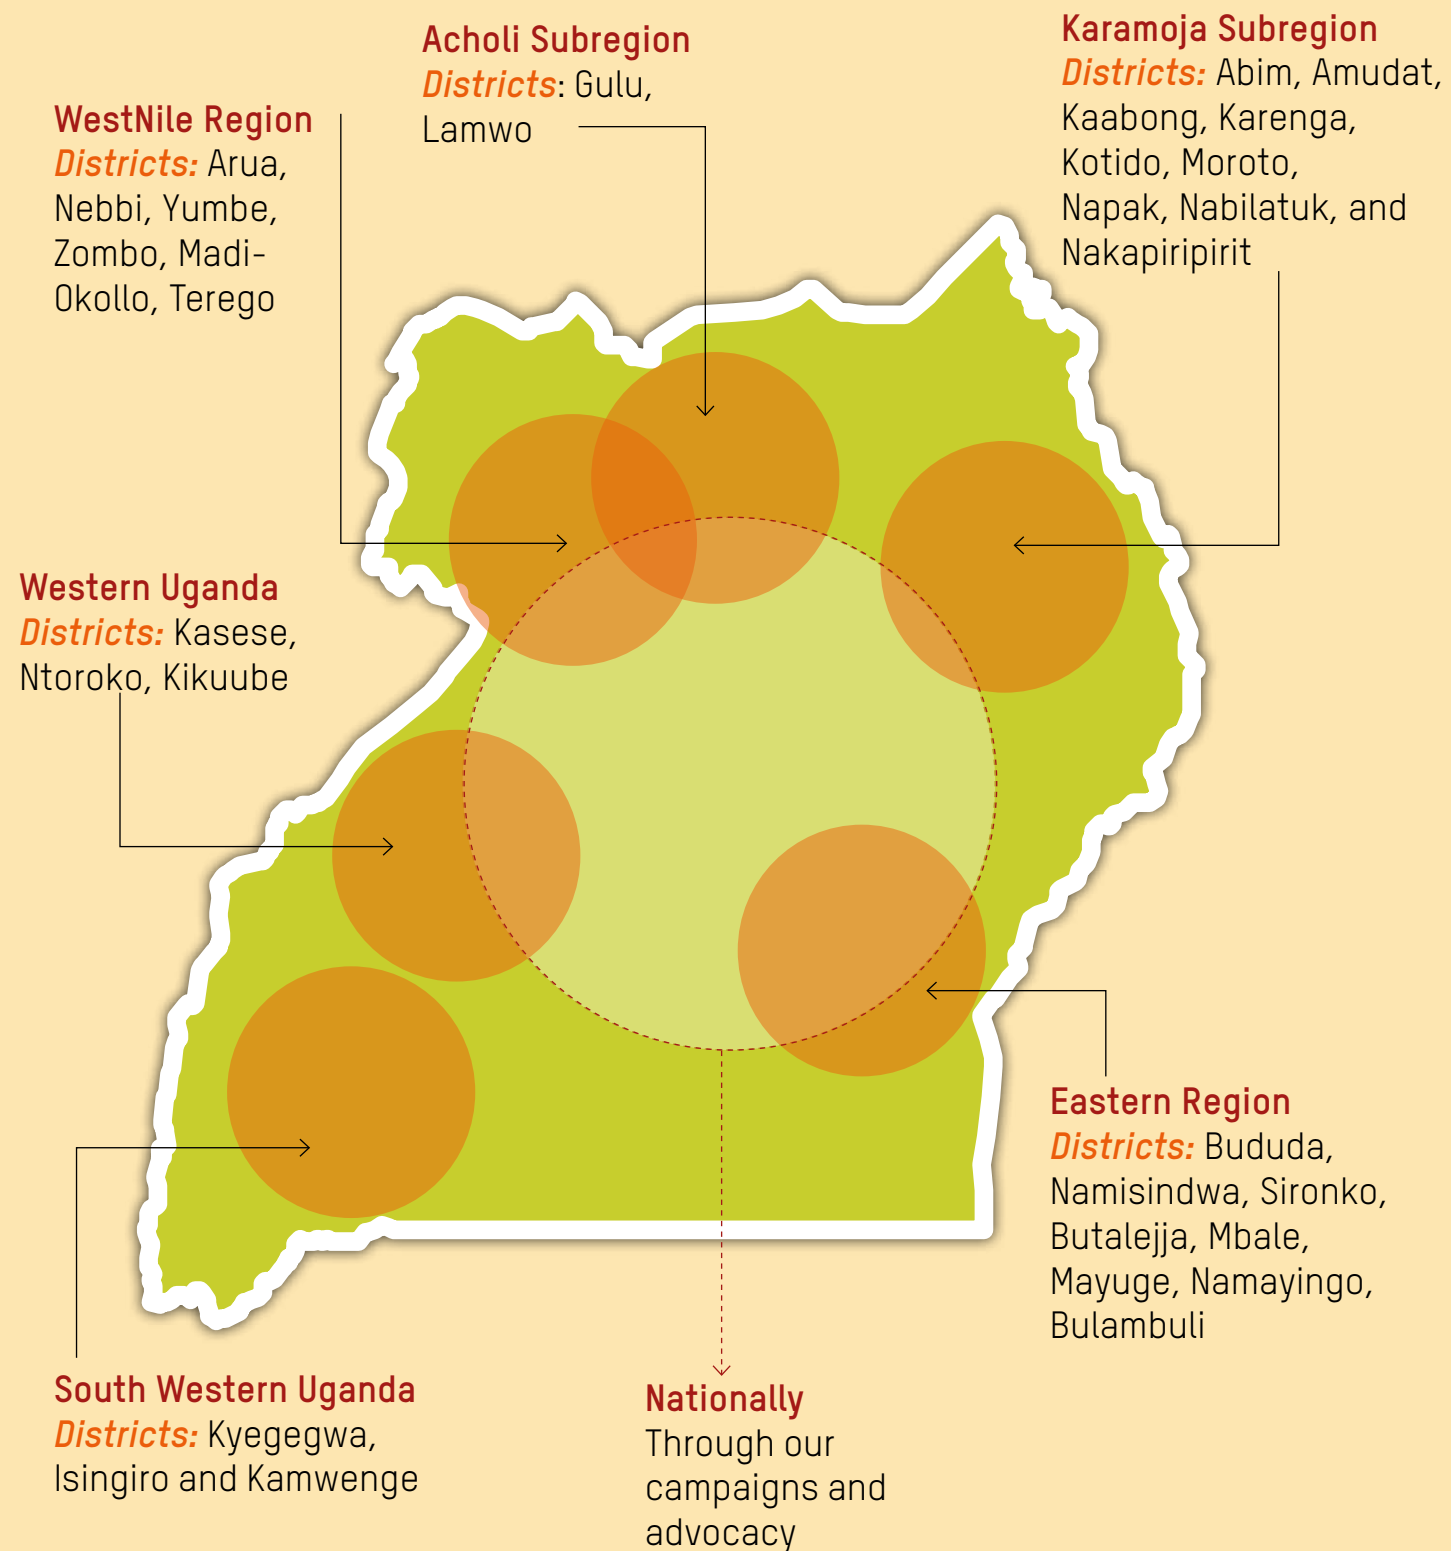 Acholi Subregion
Districts: Gulu,
Lamwo
Karamoja Subregion
Districts: Abim, Amudat,
Kaabong, Karenga,
Kotido, Moroto,
Napak, Nabilatuk, and
Nakapiripirit
WestNile Region
Districts: Arua,
Nebbi, Yumbe,
Zombo, Madi-
Okollo, Terego
Western Uganda
Districts: Kasese,
Ntoroko, Kikuube
Eastern Region
Districts: Bududa,
Namisindwa, Sironko,
Butalejja, Mbale,
Mayuge, Namayingo,
Bulambuli
South Western Uganda
Districts: Kyegegwa,
Isingiro and Kamwenge
Nationally
Through our
campaigns and
advocacy